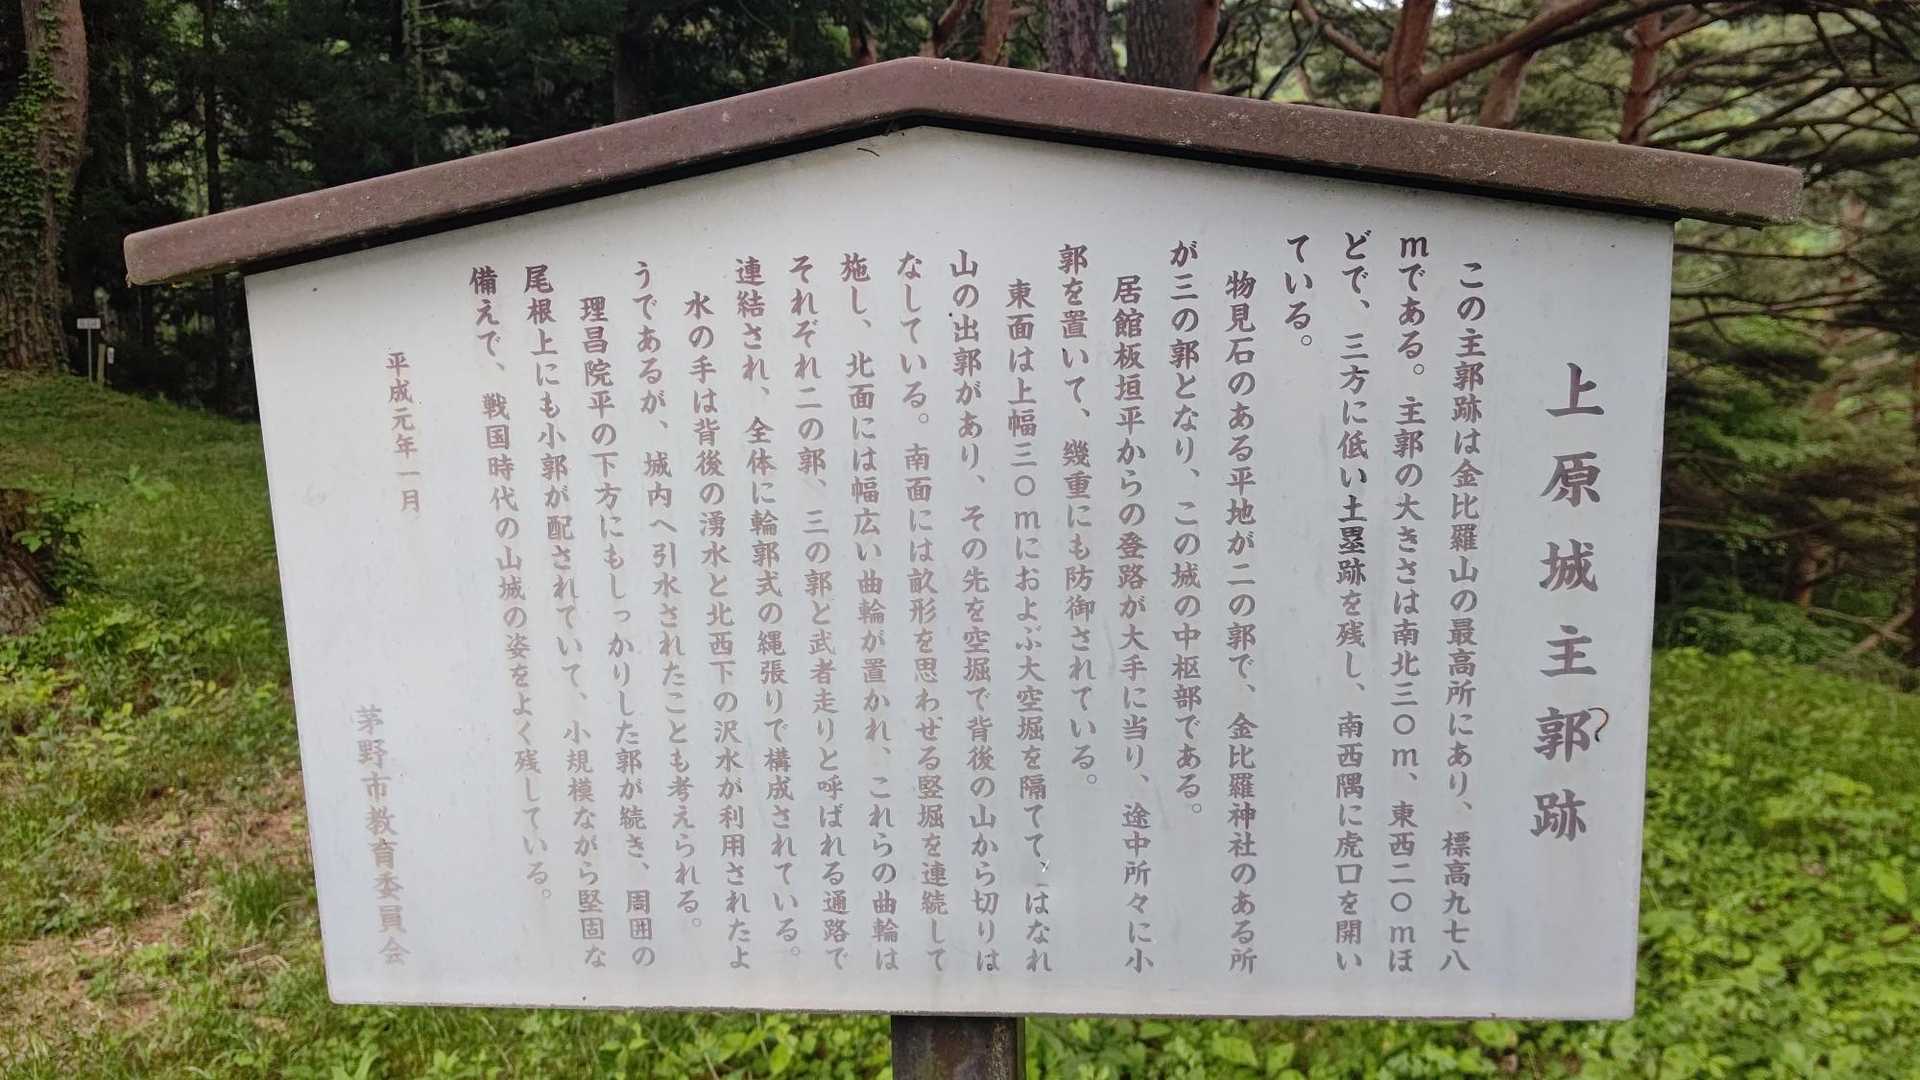 上原城主郭跡
この主郭跡は金比羅山の最高所にあり、標高九七八
mである。主郭の大きさは南北三〇m、東西二〇mほ
どで、三方に低い土塁跡を残し、南西隅に虎口を開い
ている。
物見石のある平地が二の郭で、金比羅神社のある所
が三の郭となり、この城の中枢部である。
居館板垣平からの登路が大手に当り、途中所々に小
郭を置いて、幾重にも防御されている。
東面は上幅三〇mにおよぶ大空堀を隔てて、はなれ
山の出郭があり、その先を空堀で背後の山から切りは
なしている。南面には畝形を思わせる竪堀を連続して
施し、北面には幅広い曲輪が置かれ、これらの曲輪は
それぞれ二の郭、三の郭と武者走りと呼ばれる通路で
連結され、全体に輪郭式の縄張りで構成されている。
水の手は背後の湧水と北西下の沢水が利用されたよ
うであるが、城内へ引水されたことも考えられる。
理昌院平の下方にもしっかりした郭が続き、周囲の
尾根上にも小郭が配されていて、小規模ながら堅固な
備えで、戦国時代の山城の姿をよく残している。
平成元年一月
茅野市教育委員会